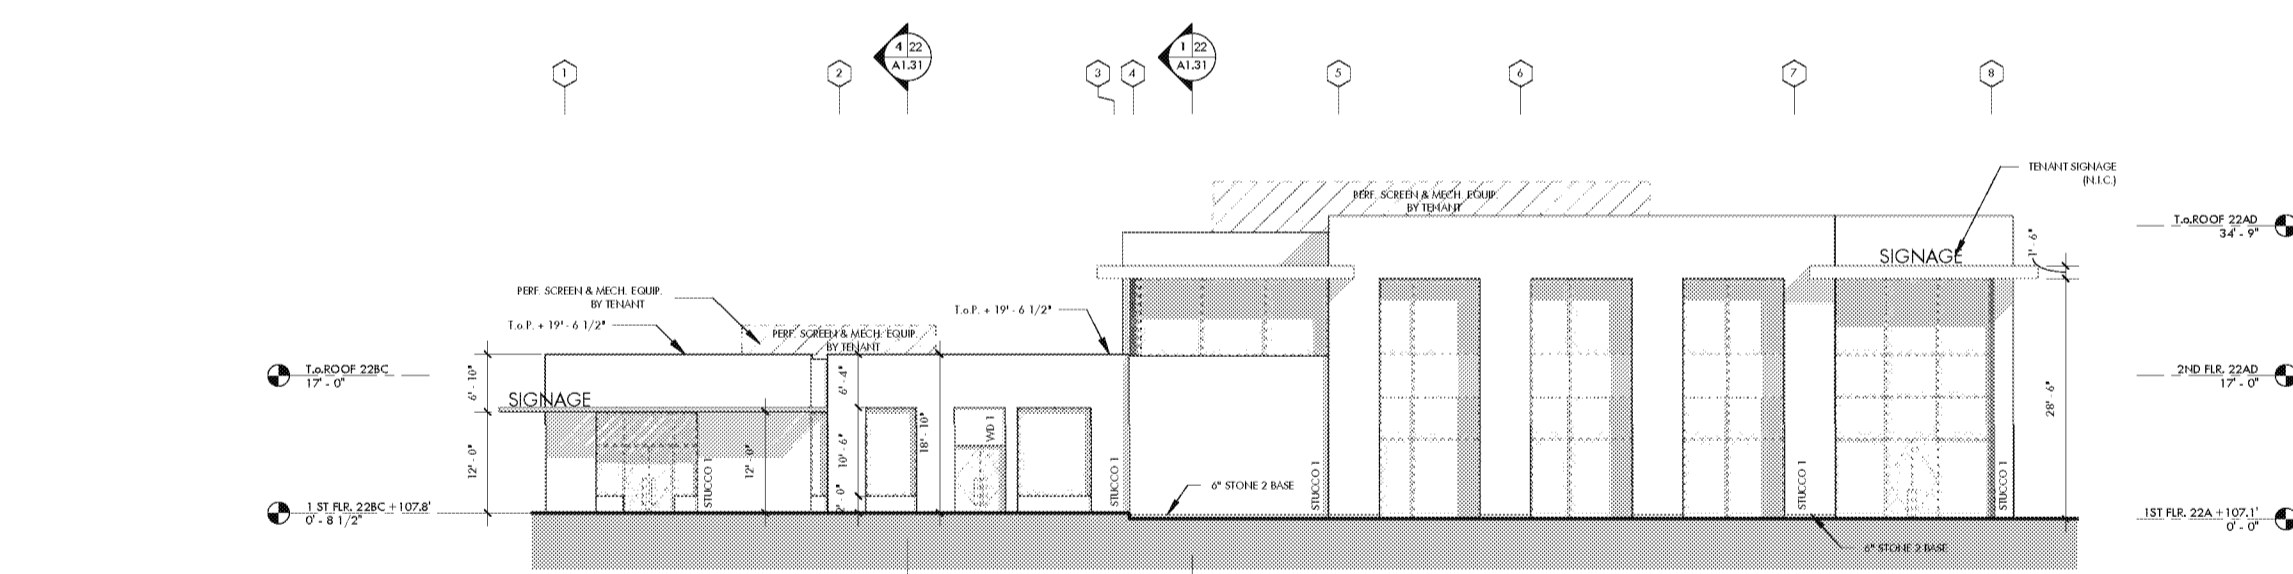 4 22
A1.31
1 22
A1.31
1
2
3
4
5
6
7
8
TENANT SIGNAGE
(N.I.C.)
PERF. SCREEN & MECH. EQUIP.
BY TENANT
T.o.ROOF 22AD
34' - 9"
1' - 6"
SIGNAGE
PERF. SCREEN & MECH. EQUIP.
BY TENANT
T.o.P. + 19' - 6 1/2"
T.o.P. + 19' - 6 1/2"
PERF. SCREEN & MECH. EQUIP.
BY TENANT
T.o.ROOF 22BC
17' - 0"
2ND FLR. 22AD
17' - 0"
6' - 10"
6' - 4"
SIGNAGE
28' - 6"
12' - 0"
STUCCO 1
12' - 0"
10' - 6"
2' - 0"
18' - 10"
WD 1
STUCCO 1
6" STONE 2 BASE
STUCCO 1
STUCCO 1
STUCCO 1
1 ST FLR. 22BC +107.8'
0' - 8 1/2"
1ST FLR. 22A +107.1'
0' - 0"
6" STONE 2 BASE